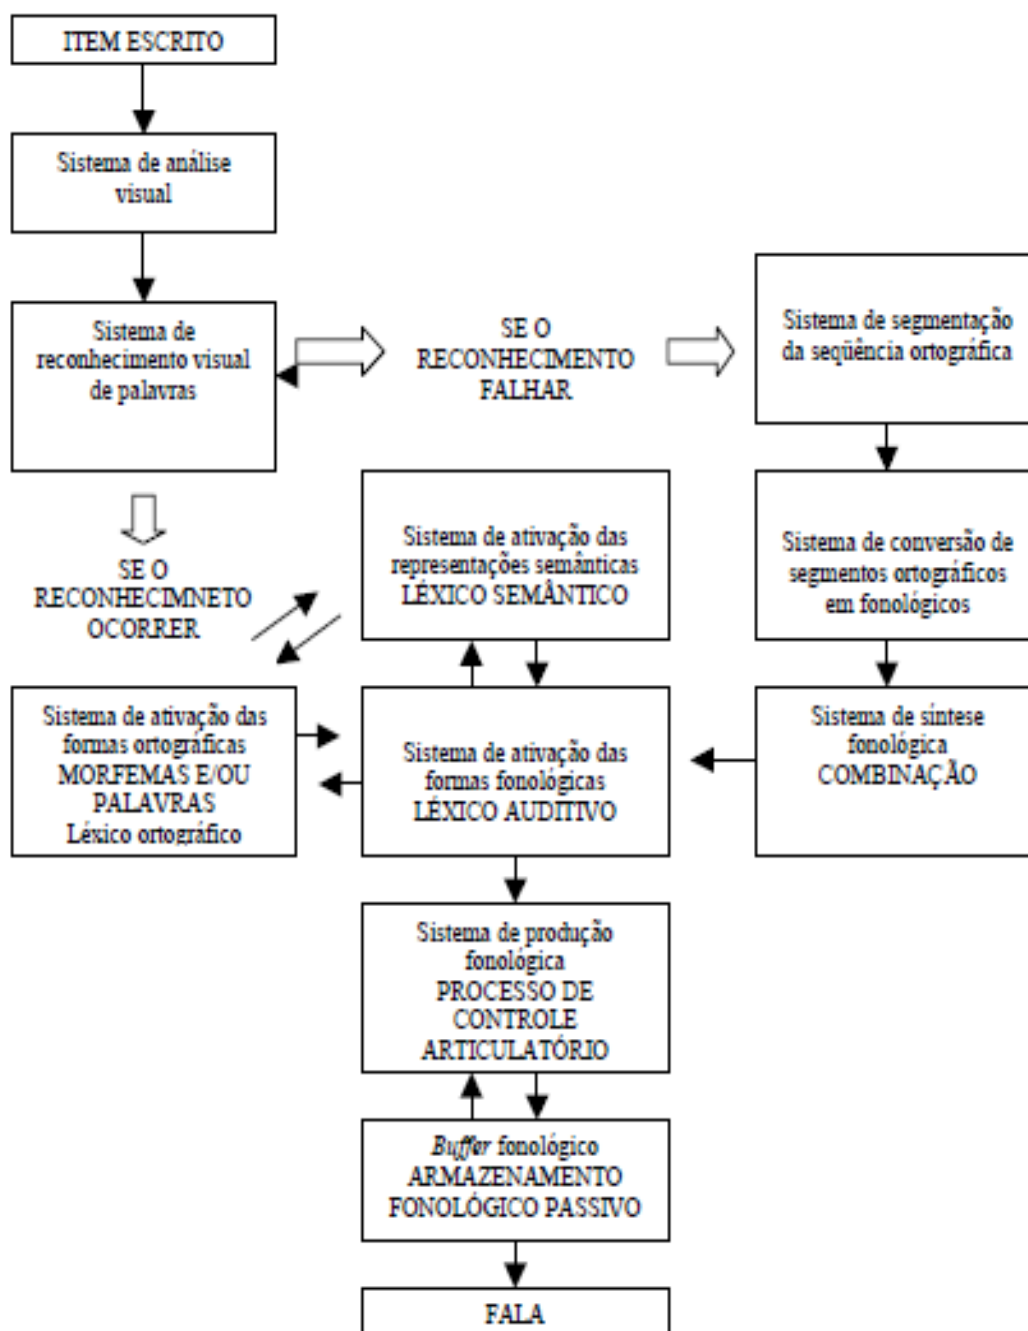 ITEM ESCRITO
Sistema de análise
visual
Sistema de
reconhecimento visual
de palavras
SE O
RECONHECIMENTO
FALHAR
Sistema de segmentação
da seqüência ortográfica
SE O
RECONHECIMNETO
OCORRER
Sistema de ativação das
representações semânticas
LÉXICO SEMÂNTICO
Sistema de conversão de
segmentos ortográficos
em fonológicos
Sistema de ativação das
formas ortográficas
MORFEMAS E/OU
PALAVRAS
Léxico ortográfico
Sistema de ativação das
formas fonológicas
LÉXICO AUDITIVO
Sistema de síntese
fonológica
COMBINAÇÃO
Sistema de produção
fonológica
PROCESSO DE
CONTROLE
ARTICULATÓRIO
Buffer fonológico
ARMAZENAMENTO
FONOLÓGICO PASSIVO
FALA